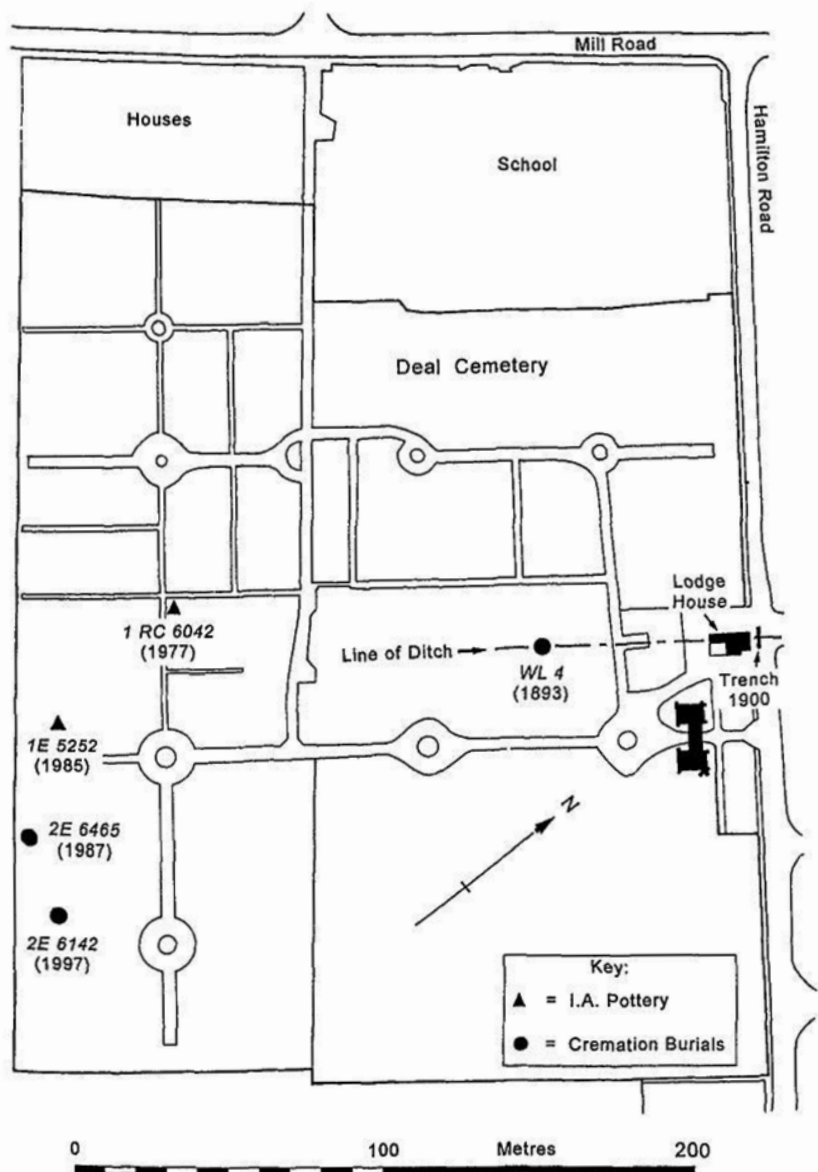 Mill Road
Hamilton Road
Houses
School
Deal Cemetery
Lodge
House
1 RC 6042
(1977)
Line of Ditch
WL 4
(1893)
Trench
1900
1E 5252
(1985)
2E 6465
(1987)
N
2E 6142
(1997)
Key:
▲ = I.A. Pottery
● = Cremation Burials
0 100 Metres 200